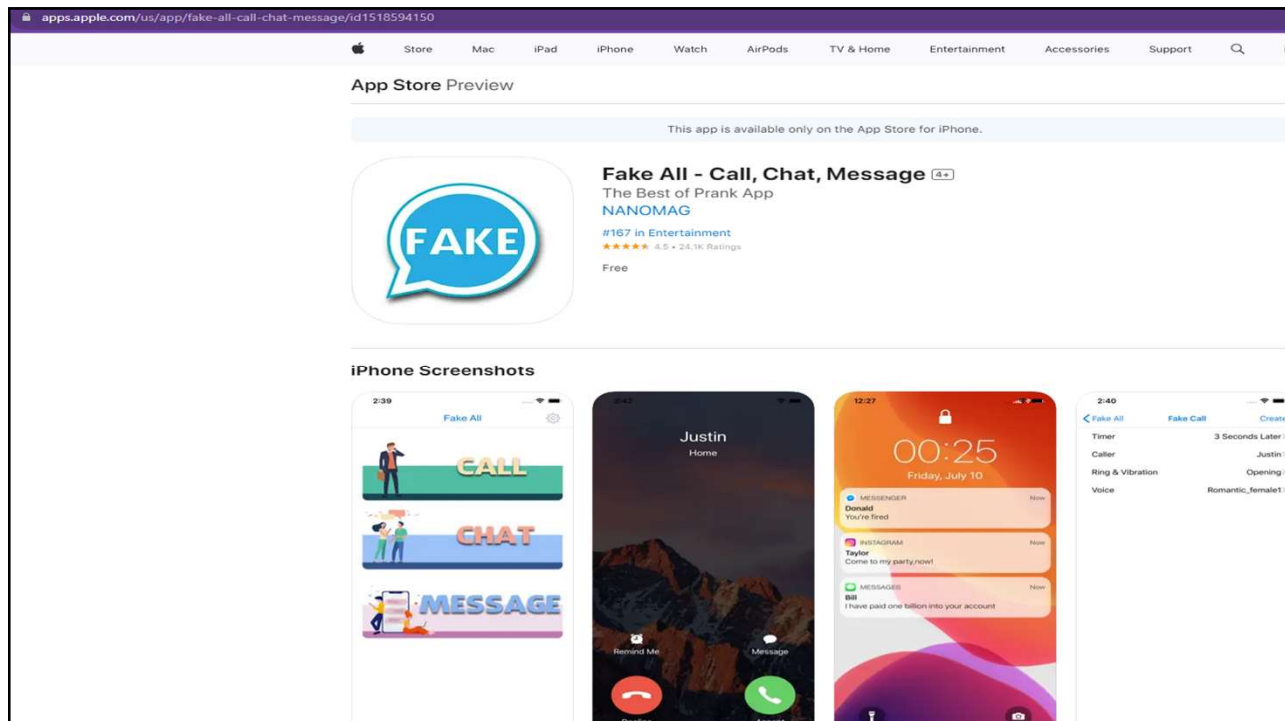 apps.apple.com/us/app/fake-all-call-chat-message/id1518594150
Store Mac iPad iPhone Watch AirPods TV & Home Entertainment Accessories Support
App Store Preview
This app is available only on the App Store for iPhone.
FAKE
Fake All - Call, Chat, Message 4+
The Best of Prank App
NANOMAG
#167 in Entertainment
★★★★★ 4.5 • 24.1K Ratings
Free
iPhone Screenshots
2:39
Fake All
CALL
CHAT
MESSAGE
2:42
Justin
Home
Remind Me Message
Decline Accept
12:27
00:25
Friday, July 10
MESSENGER Now
Donald
You're fired
INSTAGRAM Now
Taylor
Come to my party,now!
MESSAGES Now
Bill
I have paid one billion into your account
2:40
Fake All Fake Call Create
Timer 3 Seconds Later
Caller Justin
Ring & Vibration Opening
Voice Romantic_female1